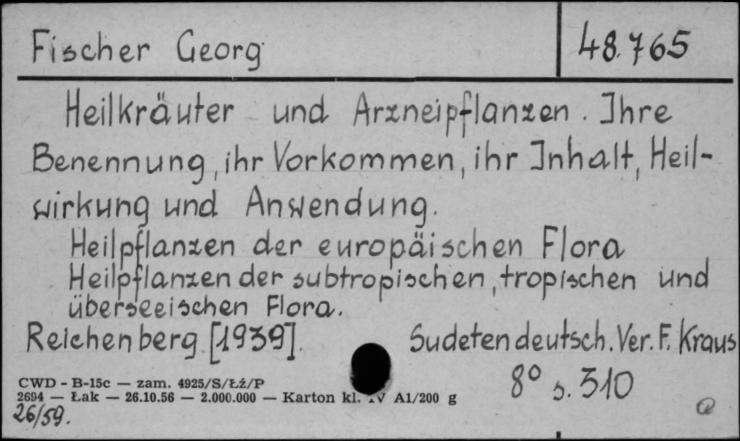 Fischer Georg 48.765
Heilkräuter und Arzneipflanzen. Ihre
Benennung, ihr Vorkommen, ihr Inhalt, Heil-
wirkung und Anwendung.
Heilpflanzen der europäischen Flora
Heilpflanzen der subtropischen, tropischen und
überseeischen Flora.
Reichenberg [1939]. Sudetendeutsch. Ver. F. Kraus
8° s. 310
CWD - B-15c — zam. 4925/S/Łź/P
2694 — Łak — 26.10.56 — 2.000.000 — Karton kl. IV A1/200 g
26/59.